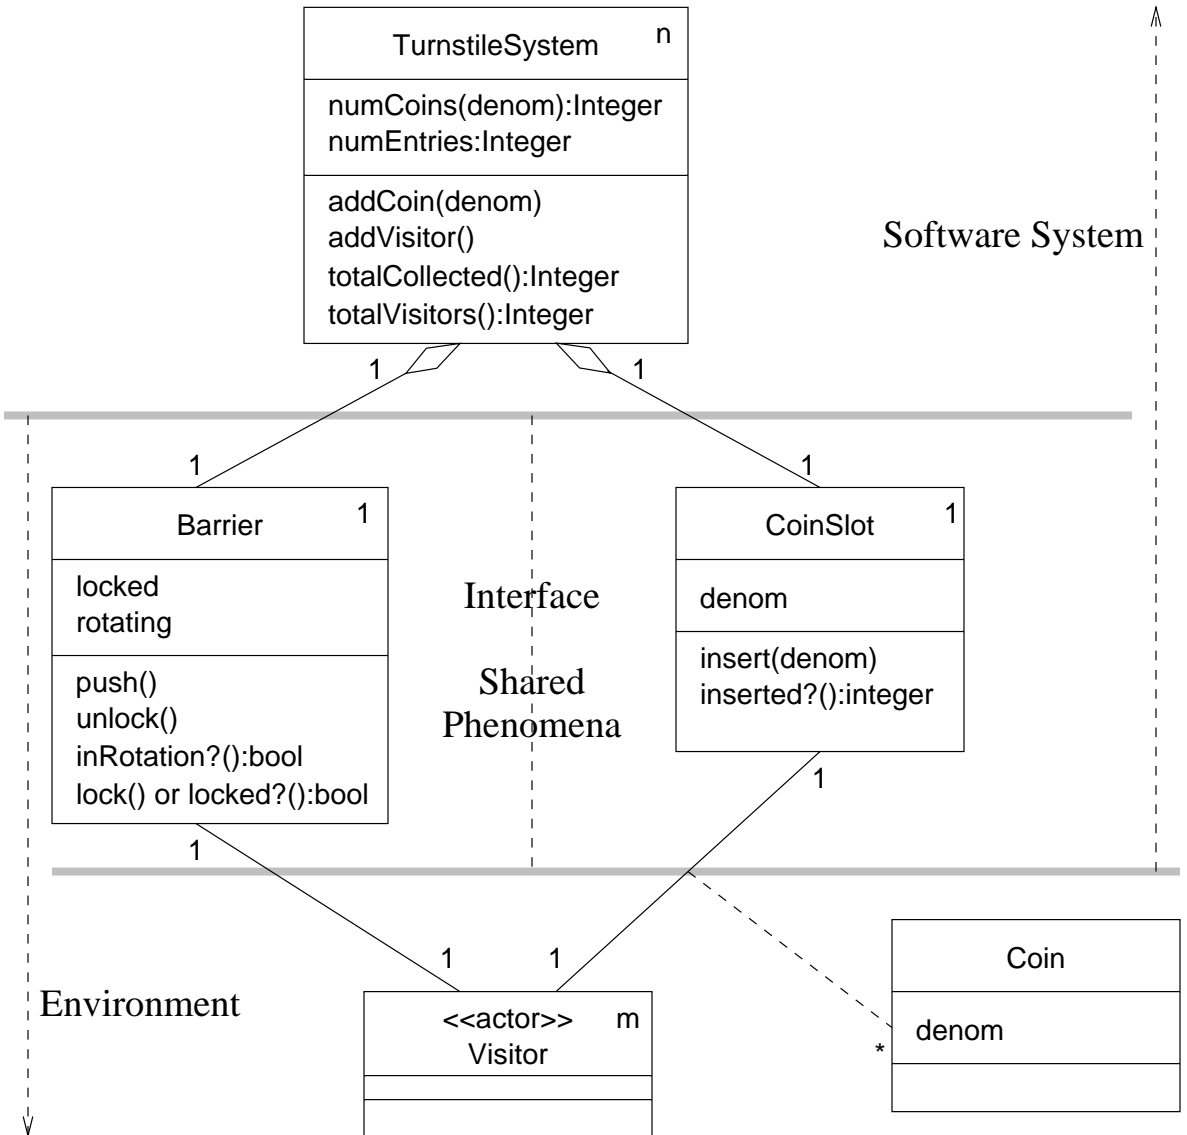 TurnstileSystem n
numCoins(denom):Integer
numEntries:Integer
addCoin(denom)
addVisitor()
totalCollected():Integer
totalVisitors():Integer
Software System
1
1
1
1
Barrier 1
locked
rotating
push()
unlock()
inRotation?():bool
lock() or locked?():bool
Interface
Shared
Phenomena
CoinSlot 1
denom
insert(denom)
inserted?():integer
1
1
1
1
Environment
<<actor>> m
Visitor
Coin
denom
*